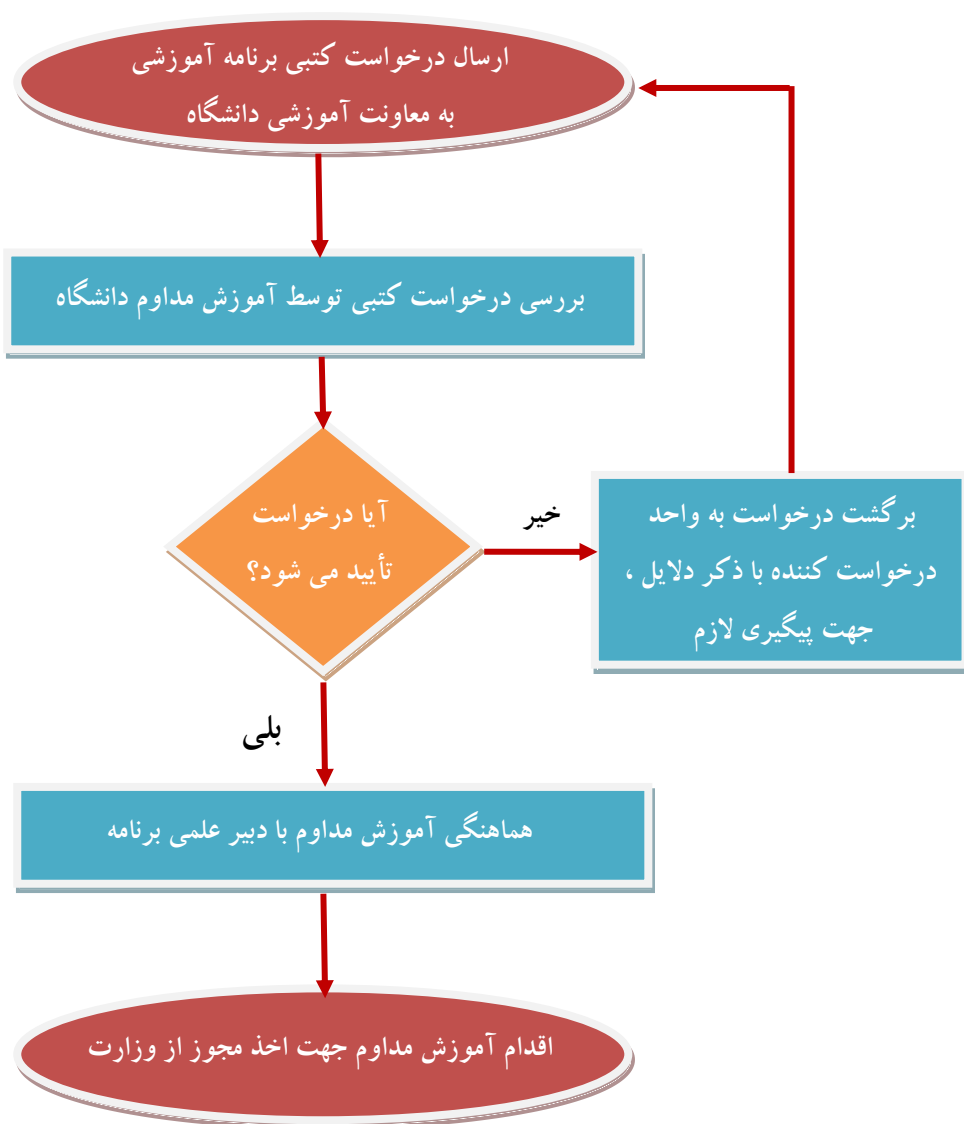 ارسال درخواست کتبی برنامه آموزشی
به معاونت آموزشی دانشگاه
بررسی درخواست کتبی توسط آموزش مداوم دانشگاه
آیا درخواست
تأیید می شود؟
خیر
برگشت درخواست به واحد
درخواست کننده با ذکر دلایل ،
جهت پیگیری لازم
بلی
هماهنگی آموزش مداوم با دبیر علمی برنامه
اقدام آموزش مداوم جهت اخذ مجوز از وزارت